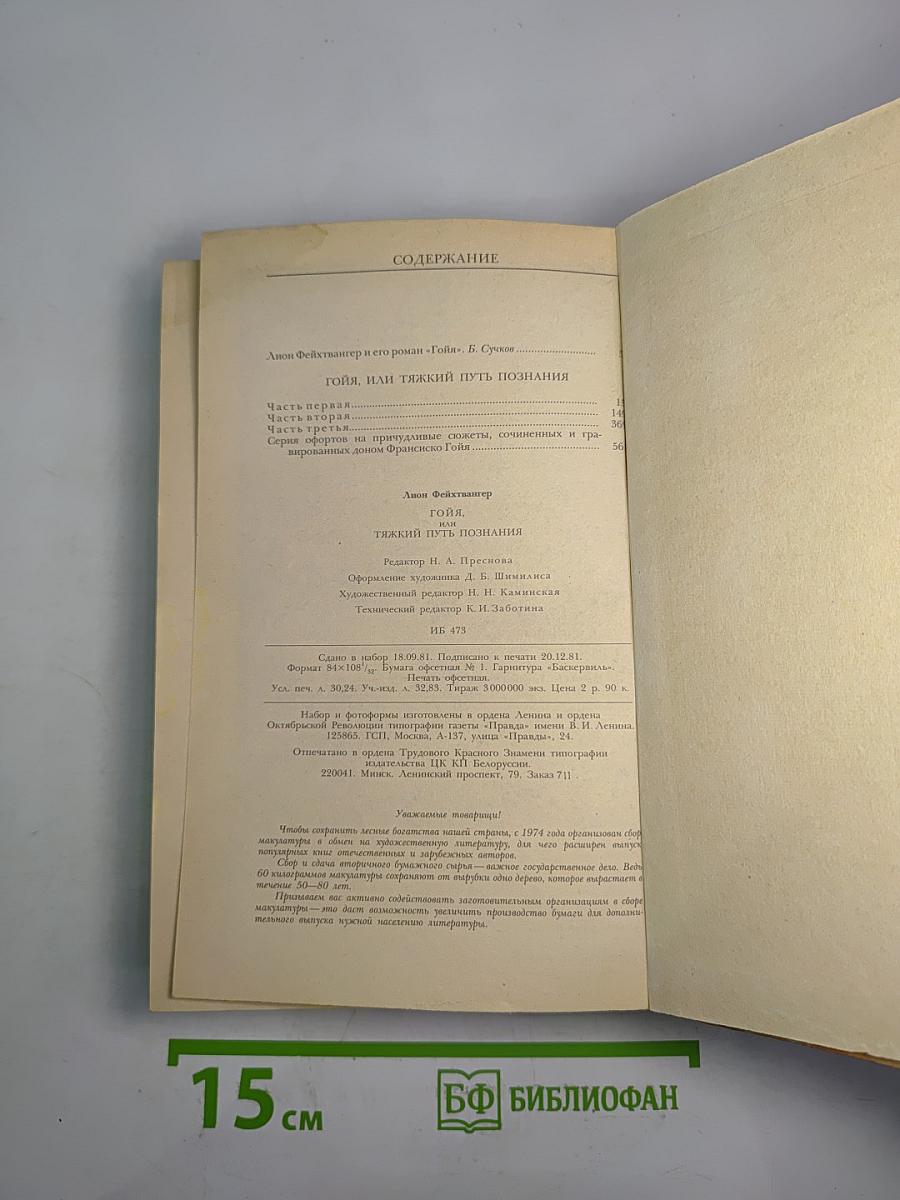 СОДЕРЖАНИЕ
Лион Фейхтвангер и его роман «Гойя». Б. Сучков
ГОЙЯ, ИЛИ ТЯЖКИЙ ПУТЬ ПОЗНАНИЯ
Часть первая
Часть вторая
Часть третья
Серия офортов на причудливые сюжеты, сочиненных и гра-
вированных доном Франсиско Гойя
Лион Фейхтвангер
ГОЙЯ,
или
ТЯЖКИЙ ПУТЬ ПОЗНАНИЯ
Редактор Н. А. Преснова
Оформление художника Д. Б. Шимилиса
Художественный редактор Н. Н. Каминская
Технический редактор К. И. Заботина
ИБ 473
Сдано в набор 18.09.81. Подписано к печати 20.12.81.
Формат 84×108¹/₃₂. Бумага офсетная № 1. Гарнитура «Баскервиль».
Печать офсетная.
Усл. печ. л. 30,24. Уч.-изд. л. 32,83. Тираж 3 000 000 экз. Цена 2 р. 90 к.
Набор и фотоформы изготовлены в ордена Ленина и ордена
Октябрьской Революции типографии газеты «Правда» имени В. И. Ленина.
125865. ГСП, Москва, А-137, улица «Правды», 24.
Отпечатано в ордена Трудового Красного Знамени типографии
издательства ЦК КП Белоруссии.
220041. Минск. Ленинский проспект, 79. Заказ 711.
Уважаемые товарищи!
Чтобы сохранить лесные богатства нашей страны, с 1974 года организован сбор
макулатуры в обмен на художественную литературу, для чего расширен выпуск
популярных книг отечественных и зарубежных авторов.
Сбор и сдача вторичного бумажного сырья—важное государственное дело. Ведь
60 килограммов макулатуры сохраняют от вырубки одно дерево, которое вырастает в
течение 50—80 лет.
Призываем вас активно содействовать заготовительным организациям в сборе
макулатуры—это даст возможность увеличить производство бумаги для дополни-
тельного выпуска нужной населению литературы.
15 см
БФ БИБЛИОФАН